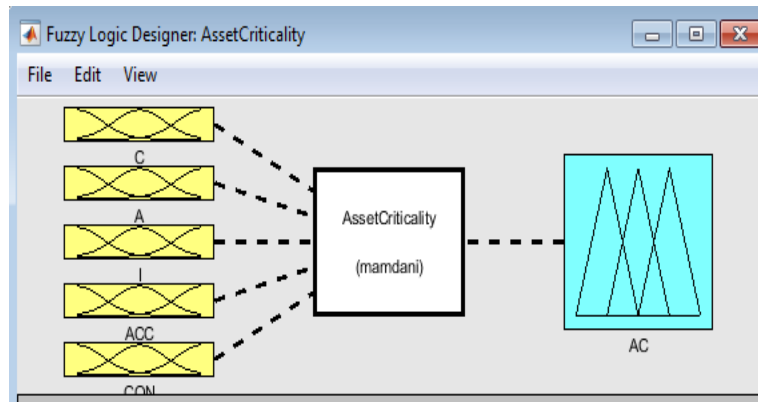 Fuzzy Logic Designer: AssetCriticality
File Edit View
C
A
I
ACC
CON
AssetCriticality
(mamdani)
AC